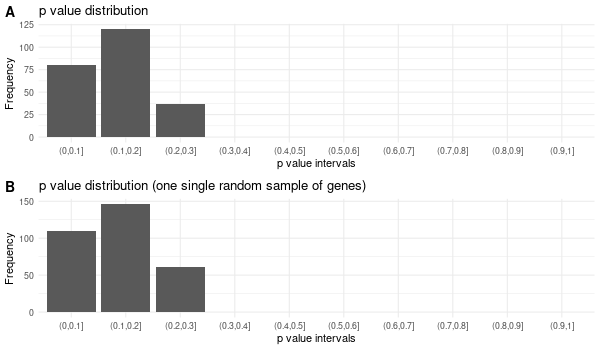 A p value distribution
125
100
75
50
25
0
Frequency
(0,0.1] (0.1,0.2] (0.2,0.3] (0.3,0.4] (0.4,0.5] (0.5,0.6] (0.6,0.7] (0.7,0.8] (0.8,0.9] (0.9,1]
p value intervals
B p value distribution (one single random sample of genes)
150
100
50
0
Frequency
(0,0.1] (0.1,0.2] (0.2,0.3] (0.3,0.4] (0.4,0.5] (0.5,0.6] (0.6,0.7] (0.7,0.8] (0.8,0.9] (0.9,1]
p value intervals